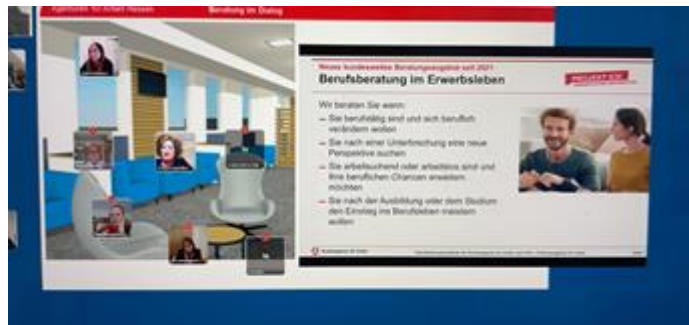 Agenturen für Arbeit Hessen
Beratung im Dialog
Neues bundesweites Beratungsangebot seit 2021
Berufsberatung im Erwerbsleben
Wir beraten Sie wenn:
– Sie berufstätig sind und sich beruflich
verändern wollen
– Sie nach einer Unterbrechung eine neue
Perspektive suchen
– Sie arbeitsuchend oder arbeitslos sind und
Ihre beruflichen Chancen erweitern
möchten
– Sie nach der Ausbildung oder dem Studium
den Einstieg ins Berufsleben meistern
wollen